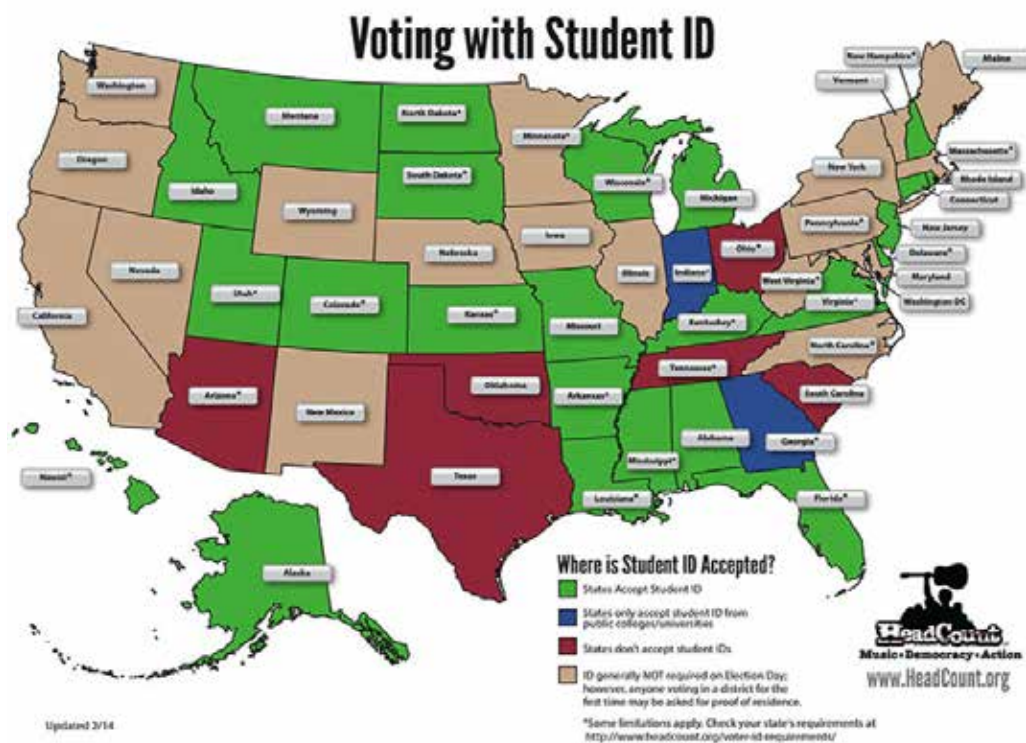 Voting with Student ID
Washington
Montana
North Dakota*
Minnesota*
New Hampshire*
Maine
Vermont
Oregon
Idaho
South Dakota*
Wisconsin*
Michigan
New York
Massachusetts*
Rhode Island
Connecticut
Wyoming
Iowa
Pennsylvania*
New Jersey
Nevada
Nebraska
Illinois
Indiana*
Ohio*
Delaware*
Maryland
Washington DC
California
Utah*
Colorado*
Kansas*
Missouri
Kentuckey*
West Virginia*
Virginia*
North Carolina*
Arizona*
New Mexico
Oklahoma
Arkansas*
Tennessee*
South Carolina
Texas
Mississippi*
Alabama
Georgia*
Hawaii*
Louisiana*
Florida*
Alaska
Where is Student ID Accepted?
States Accept Student ID
States only accept student ID from
public colleges/universities
States don't accept student IDs
ID generally NOT required on Election Day;
however, anyone voting in a district for the
first time may be asked for proof of residence.
*Some limitations apply. Check your state's requirements at
http://www.headcount.org/voter-id-requirements/
HeadCount
Music•Democracy•Action
www.HeadCount.org
Updated 3/14